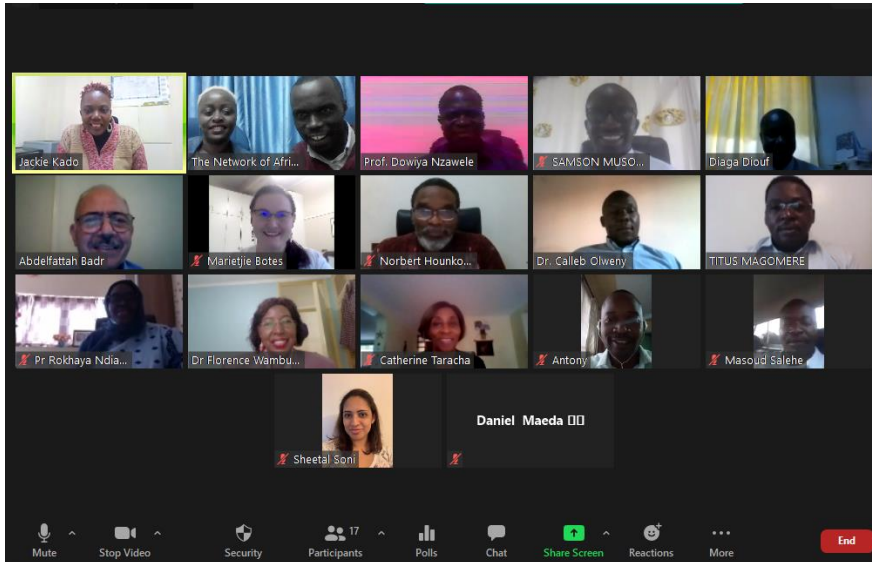 Jackie Kado
The Network of Afri...
Prof. Dowiya Nzawele
SAMSON MUSO...
Diaga Diouf
Abdelfattah Badr
Marietjie Botes
Norbert Hounko...
Dr. Calleb Olweny
TITUS MAGOMERE
Pr Rokhaya Ndia...
Dr Florence Wambu...
Catherine Taracha
Antony
Masoud Salehe
Sheetal Soni
Daniel Maeda
Mute
Stop Video
Security
17
Participants
Polls
Chat
Share Screen
Reactions
More
End